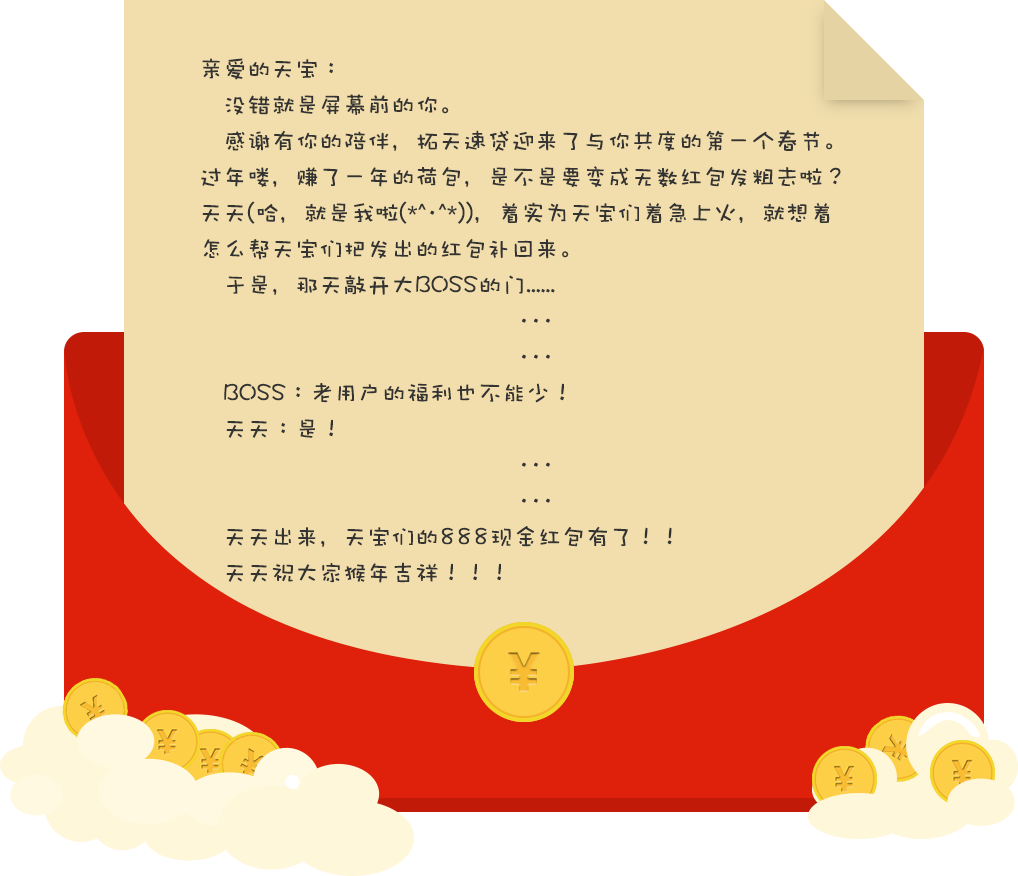 亲爱的天宝：
没错就是屏幕前的你。
感谢有你的陪伴，拓天速贷迎来了与你共度的第一个春节。
过年喽，赚了一年的荷包，是不是要变成无数红包发粗去啦？
天天(哈，就是我啦(*^·^*))，着实为天宝们着急上火，就想着
怎么帮天宝们把发出的红包补回来。
于是，那天敲开大BOSS的门......
...
...
BOSS：老用户的福利也不能少！
天天：是！
...
...
天天出来，天宝们的888现金红包有了！！
天天祝大家猴年吉祥！！！
¥
¥
¥
¥
¥
¥
¥
¥